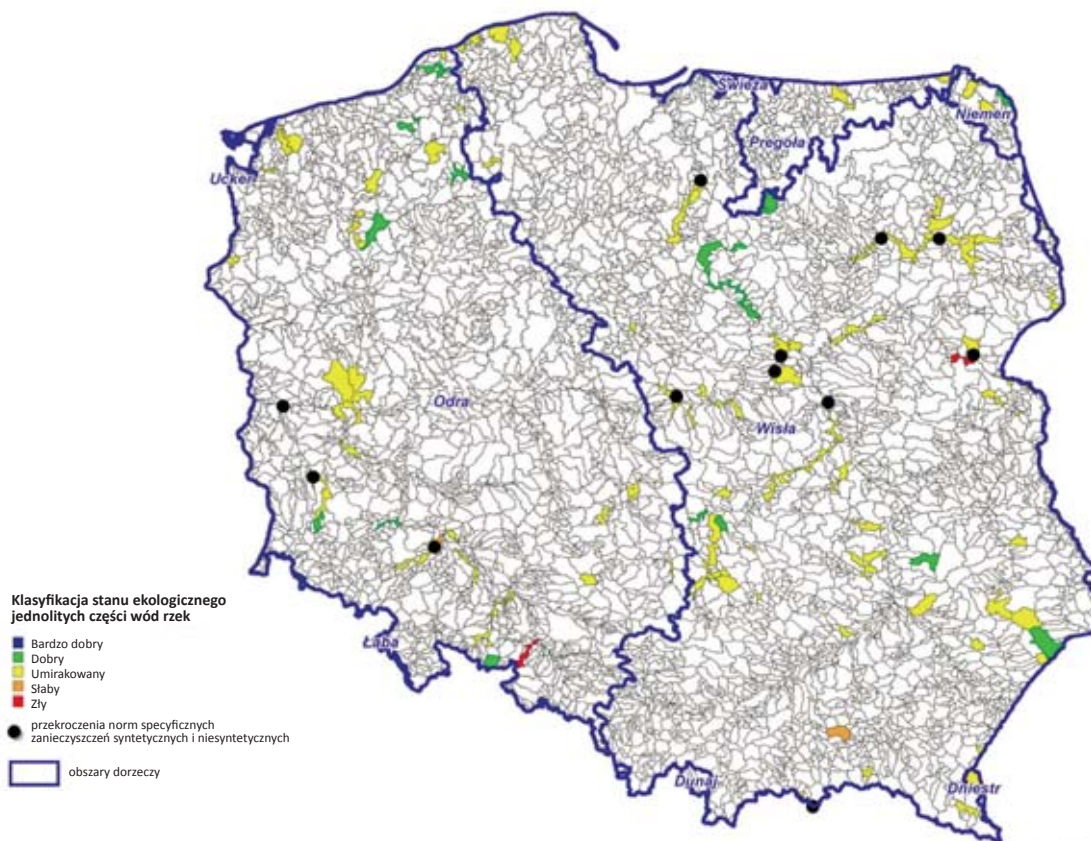 Świeża
Niemen
Pregoła
Ucker
Odra
Wisła
Klasyfikacja stanu ekologicznego
jednolitych części wód rzek
Bardzo dobry
Dobry
Umirakowany
Słaby
Zły
przekroczenia norm specyficznych
zanieczyszczeń syntetycznych i niesyntetycznych
obszary dorzeczy
Łaba
Dunaj
Dniestr